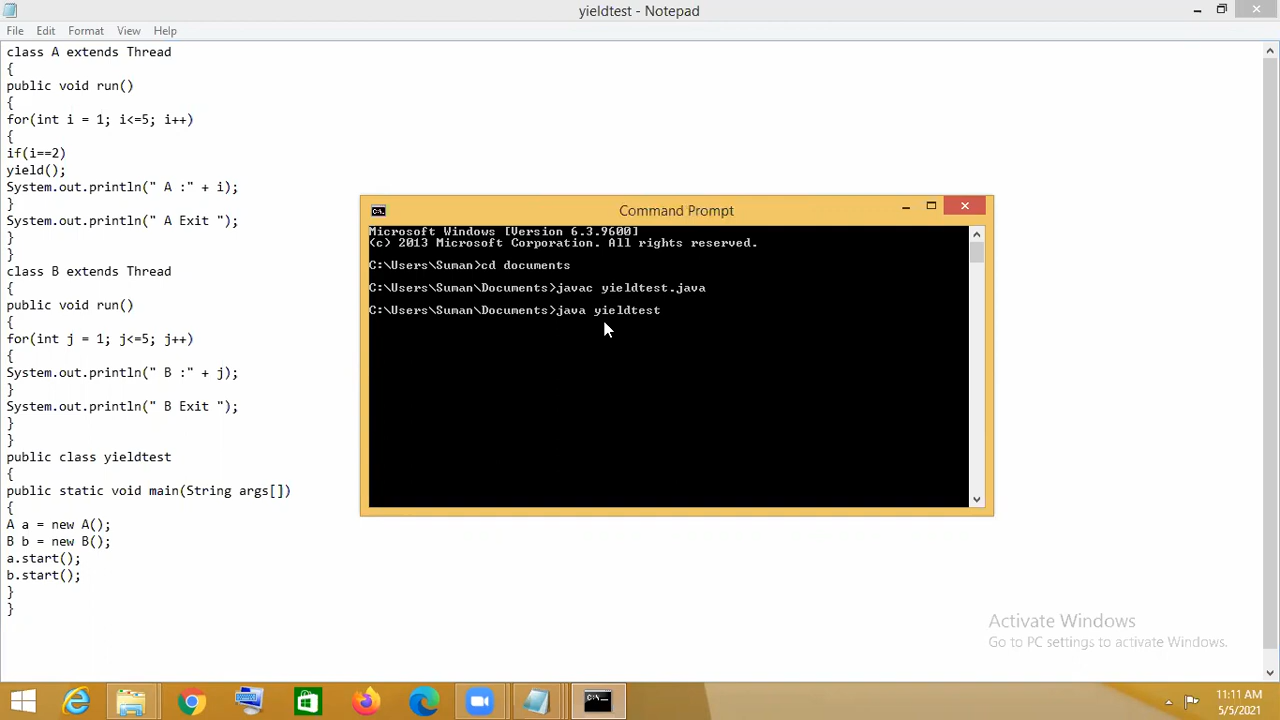 yieldtest - Notepad
File Edit Format View Help
class A extends Thread
{
public void run()
{
for(int i = 1; i<=5; i++)
{
if(i==2)
yield();
System.out.println(" A :" + i);
}
System.out.println(" A Exit ");
}
}
class B extends Thread
{
public void run()
{
for(int j = 1; j<=5; j++)
{
System.out.println(" B :" + j);
}
System.out.println(" B Exit ");
}
}
public class yieldtest
{
public static void main(String args[])
{
A a = new A();
B b = new B();
a.start();
b.start();
}
}
Command Prompt
Microsoft Windows [Version 6.3.9600]
(c) 2013 Microsoft Corporation. All rights reserved.
C:\Users\Suman>cd documents
C:\Users\Suman\Documents>javac yieldtest.java
C:\Users\Suman\Documents>java yieldtest
Activate Windows
Go to PC settings to activate Windows.
11:11 AM
5/5/2021